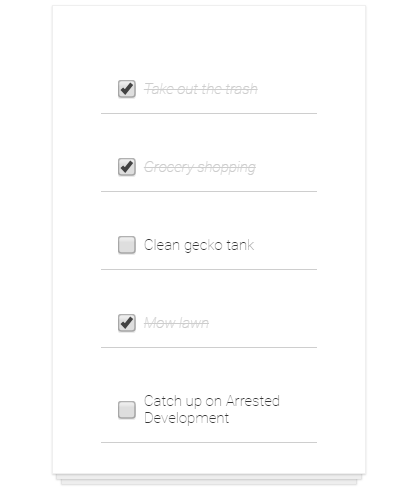 Take out the trash
Grocery shopping
Clean gecko tank
Mow lawn
Catch up on Arrested
Development